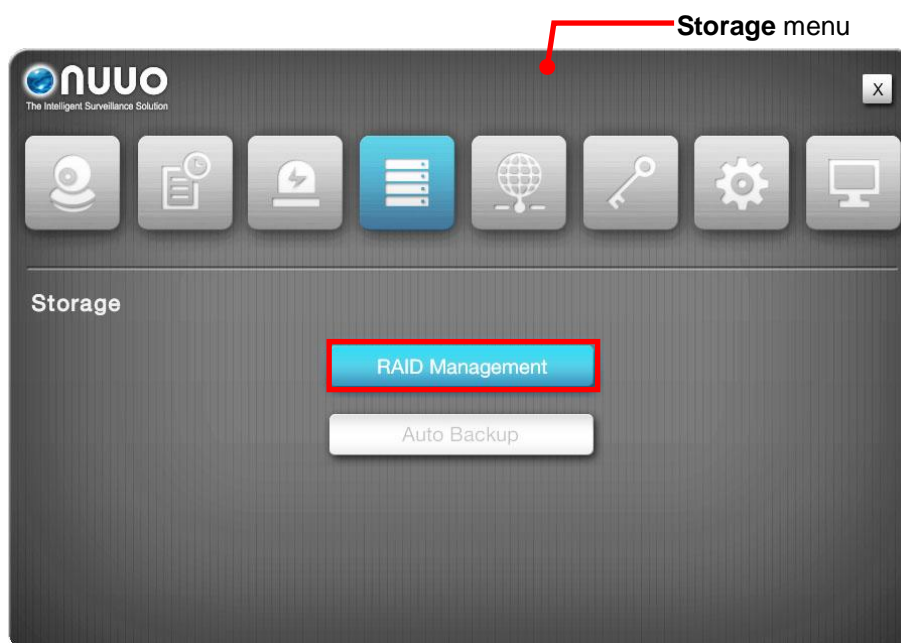 Storage menu
nuuo
The Intelligent Surveillance Solution
X
Storage
RAID Management
Auto Backup